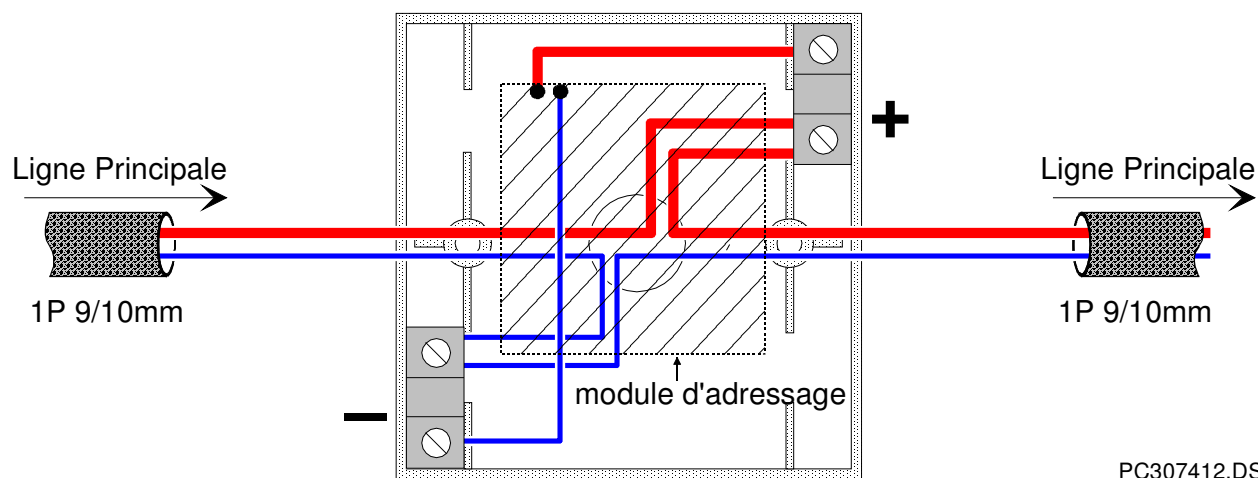 Ligne Principale
1P 9/10mm
+
−
module d'adressage
Ligne Principale
1P 9/10mm
PC307412.DS